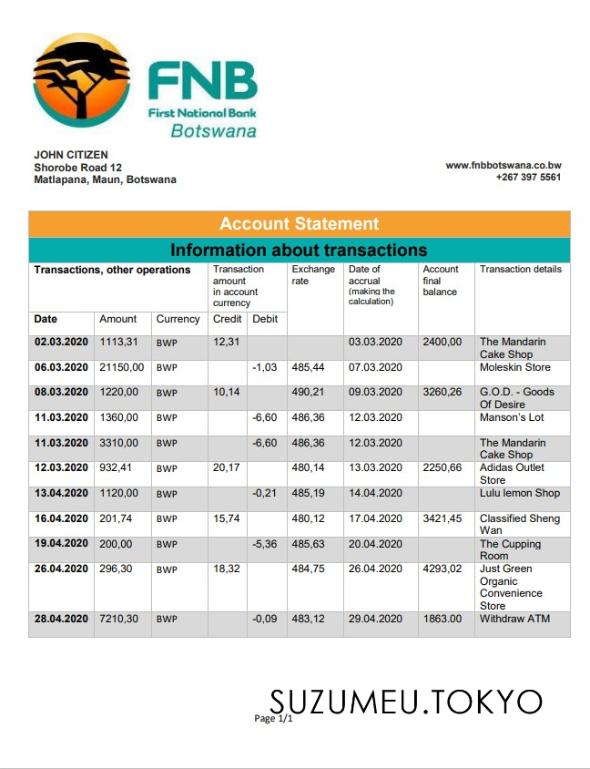 FNB
First National Bank
Botswana
JOHN CITIZEN
Shorobe Road 12
Matlapana, Maun, Botswana
www.fnbbotswana.co.bw
+267 397 5561
Account Statement
Information about transactions
Transactions, other operations Transaction amount in account currency Exchange rate Date of accrual (making the calculation) Account final balance Transaction details
Date Amount Currency Credit Debit
02.03.2020 1113,31 BWP 12,31 03.03.2020 2400,00 The Mandarin
Cake Shop
06.03.2020 21150,00 BWP -1,03 485,44 07.03.2020 Moleskin Store
08.03.2020 1220,00 BWP 10,14 490,21 09.03.2020 3260,26 G.O.D. - Goods
Of Desire
11.03.2020 1360,00 BWP -6,60 486,36 12.03.2020 Manson's Lot
11.03.2020 3310,00 BWP -6,60 486,36 12.03.2020 The Mandarin
Cake Shop
12.03.2020 932,41 BWP 20,17 480,14 13.03.2020 2250,66 Adidas Outlet
Store
13.04.2020 1120,00 BWP -0,21 485,19 14.04.2020 Lulu lemon Shop
16.04.2020 201,74 BWP 15,74 480,12 17.04.2020 3421,45 Classified Sheng
Wan
19.04.2020 200,00 BWP -5,36 485,63 20.04.2020 The Cupping
Room
26.04.2020 296,30 BWP 18,32 484,75 26.04.2020 4293,02 Just Green
Organic
Convenience
Store
28.04.2020 7210,30 BWP -0,09 483,12 29.04.2020 1863.00 Withdraw ATM
SUZUMEU.TOKYO
Page 1/1